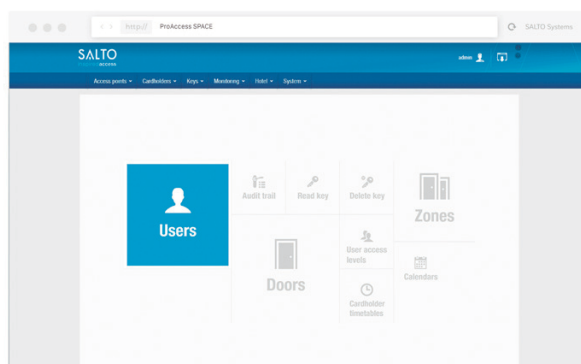 http:// ProAccess SPACE
SALTO Systems
SALTO
access
admin
Access points Cardholders Keys Monitoring Hotel System
Users
Audit trail
Read key
Delete key
Zones
Doors
User access
levels
Cardholder
timetables
Calendars